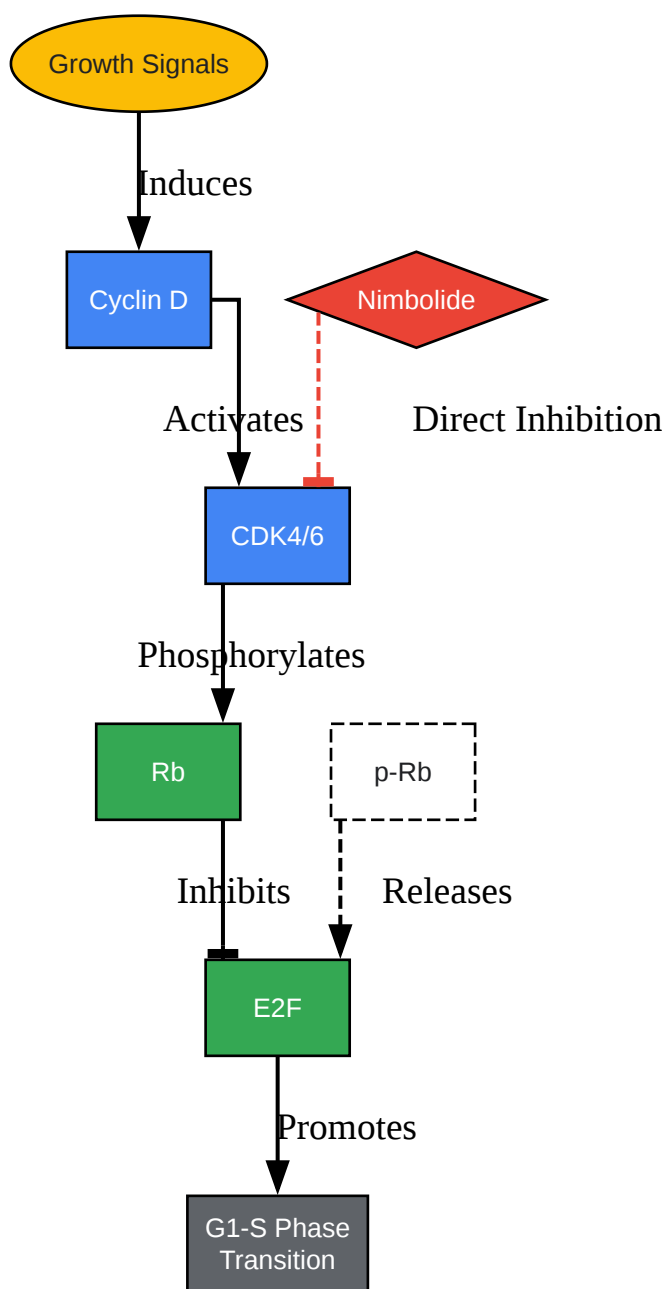 Growth Signals
Induces
Cyclin D
Nimbolide
Activates
Direct Inhibition
CDK4/6
Phosphorylates
Rb
p-Rb
Inhibits
Releases
E2F
Promotes
G1-S Phase
Transition